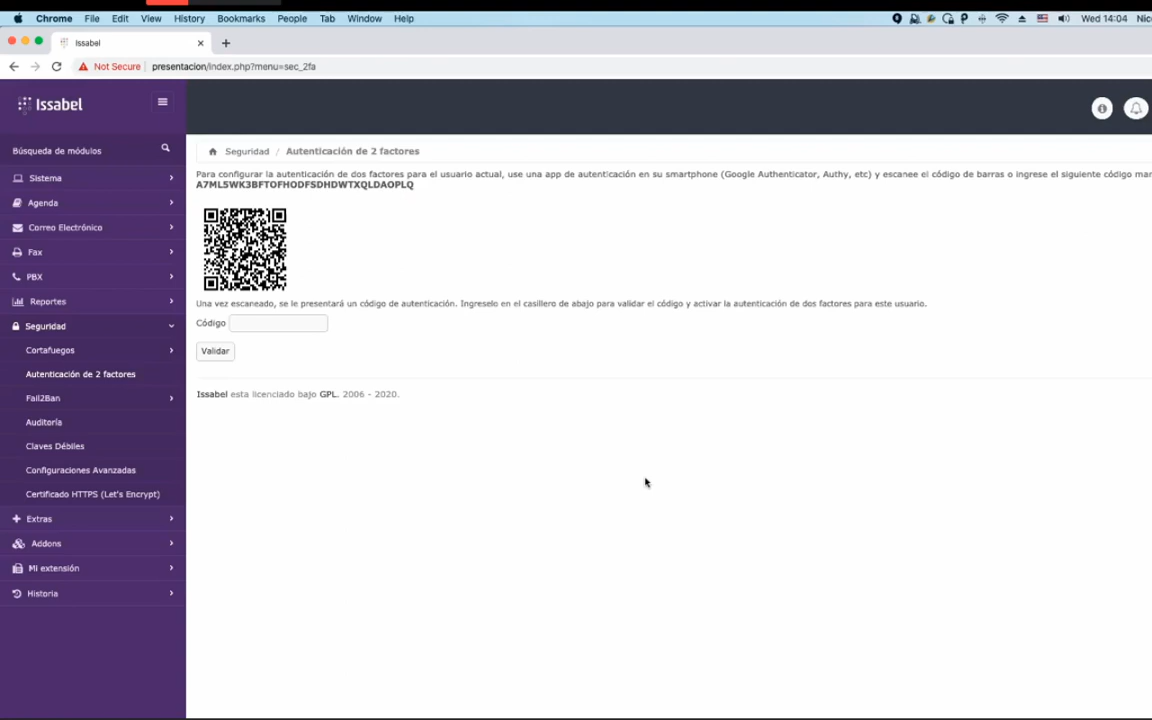 Chrome File Edit View History Bookmarks People Tab Window Help Wed 14:04
Issabel
Not Secure presentacion/index.php?menu=sec_2fa
Issabel
Búsqueda de módulos
Sistema
Agenda
Correo Electrónico
Fax
PBX
Reportes
Seguridad
Cortafuegos
Autenticación de 2 factores
Fail2Ban
Auditoría
Claves Débiles
Configuraciones Avanzadas
Certificado HTTPS (Let's Encrypt)
Extras
Addons
Mi extensión
Historia
Seguridad / Autenticación de 2 factores
Para configurar la autenticación de dos factores para el usuario actual, use una app de autenticación en su smartphone (Google Authenticator, Authy, etc) y escanee el código de barras o ingrese el siguiente código
A7ML5WK3BFTOFHODFSDHDWTXQLDAOPLQ
Una vez escaneado, se le presentará un código de autenticación. Ingreselo en el casillero de abajo para validar el código y activar la autenticación de dos factores para este usuario.
Código
Validar
Issabel esta licenciado bajo GPL. 2006 - 2020.